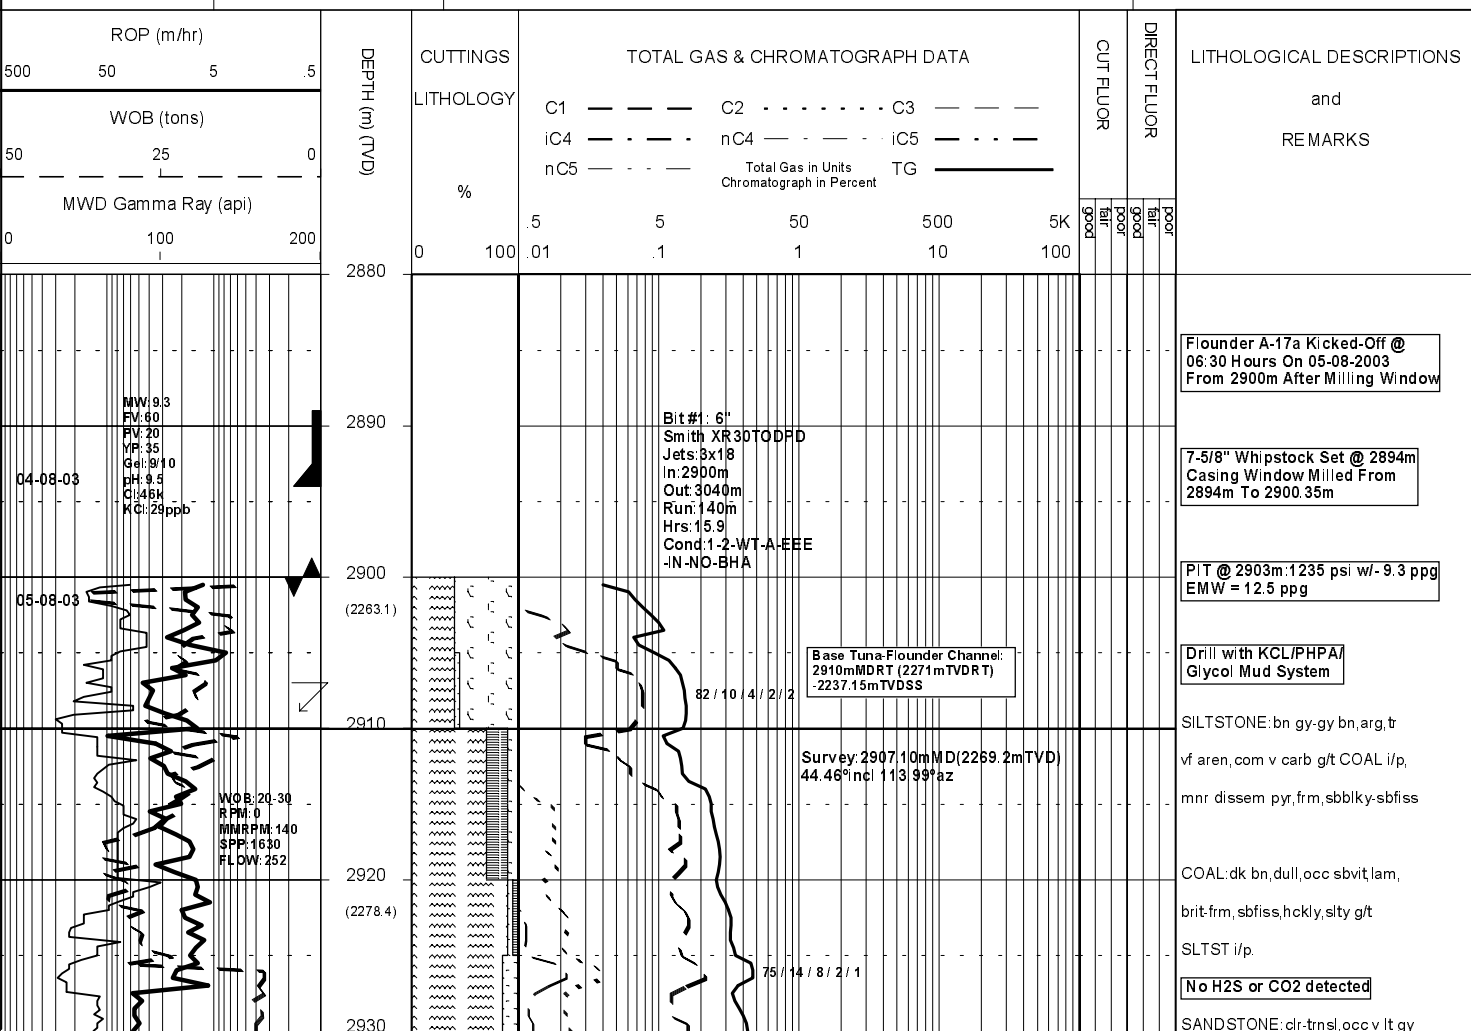 ROP (m/hr)
500 50 5 .5
WOB (tons)
50 25 0
MWD Gamma Ray (api)
0 100 200
DEPTH (m) (TVD)
CUTTINGS
LITHOLOGY
%
0 100
TOTAL GAS & CHROMATOGRAPH DATA
C1 C2 C3
iC4 nC4 iC5
nC5 Total Gas in Units
Chromatograph in Percent TG
.5 5 50 500 5K
.01 .1 1 10 100
CUT FLUOR
good fair poor
DIRECT FLUOR
good fair poor
LITHOLOGICAL DESCRIPTIONS
and
REMARKS
2880
Flounder A-17a Kicked-Off @
06:30 Hours On 05-08-2003
From 2900m After Milling Window
MW:9.3
FV:60
PV:20
YP:35
Gel:9/10
pH:9.5
Cl:46k
KCl:29ppb
04-08-03
2890
Bit #1: 6"
Smith XR30TODPD
Jets:3x18
In:2900m
Out:3040m
Run:140m
Hrs:15.9
Cond:1-2-WT-A-EEE
-IN-NO-BHA
7-5/8" Whipstock Set @ 2894m
Casing Window Milled From
2894m To 2900.35m
2900
(2263.1)
05-08-03
PIT @ 2903m:1235 psi w/- 9.3 ppg
EMW = 12.5 ppg
Base Tuna-Flounder Channel:
2910mMDRT (2271mTVDRT)
-2237.15mTVDSS
82 / 10 / 4 / 2 / 2
Drill with KCL/PHPA/
Glycol Mud System
2910
Survey:2907.10mMD(2269.2mTVD)
44.46°incl 113.99°az
SILTSTONE:bn gy-gy bn,arg,tr
vf aren,com v carb g/t COAL i/p,
mnr dissem pyr,frm,sbblky-sbfiss
WOB:20-30
RPM:0
MMRPM:140
SPP:1630
FLOW:252
2920
(2278.4)
COAL:dk bn,dull,occ sbvit,lam,
brit-frm,sbfiss,hckly,slty g/t
SLTST i/p.
75 / 14 / 8 / 2 / 1
No H2S or CO2 detected
2930
SANDSTONE:clr-trnsl,occ v lt gy